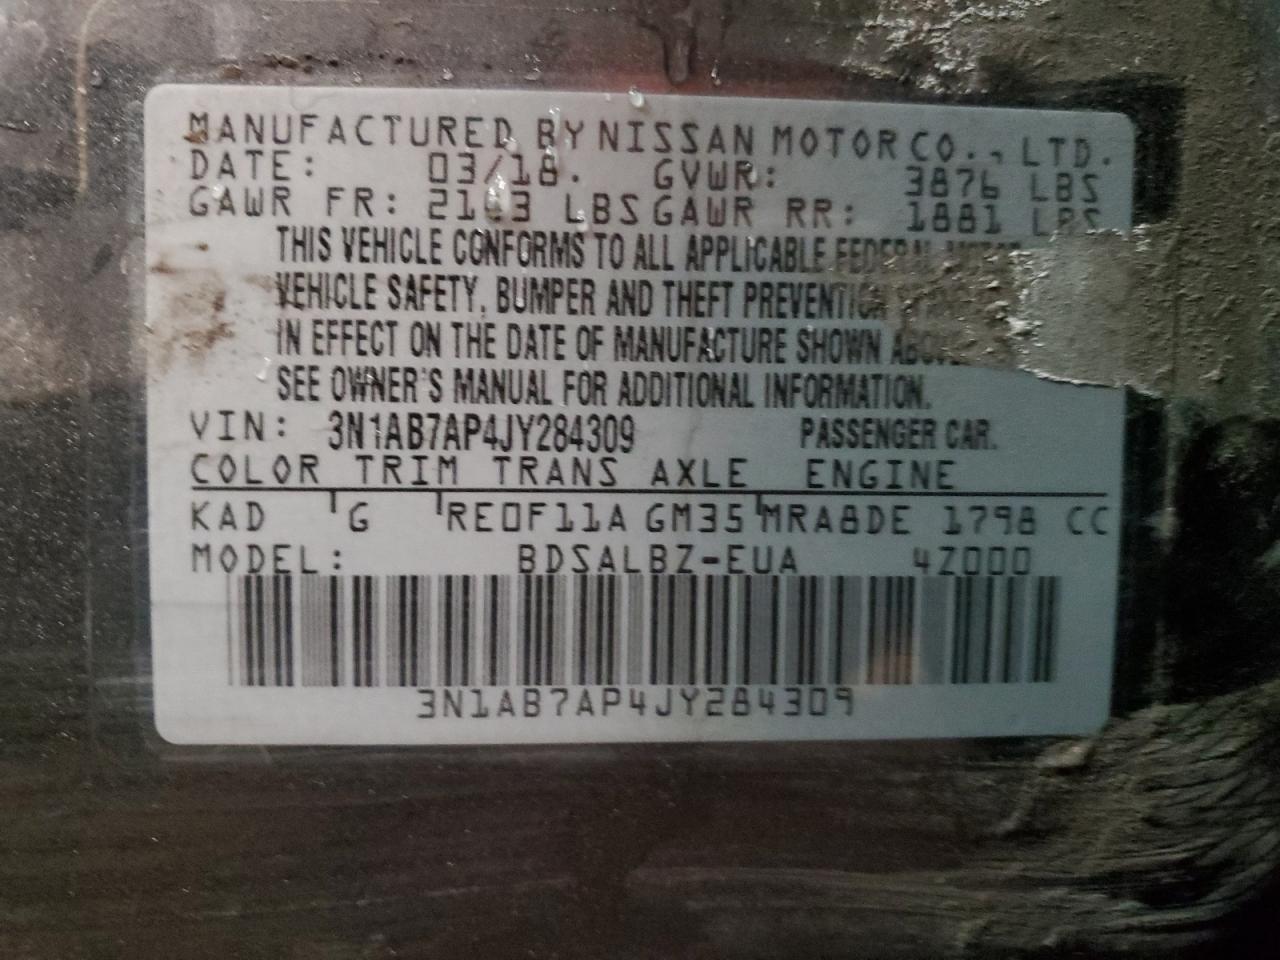 MANUFACTURED BY NISSAN MOTOR CO., LTD.
DATE: 03/18. GVWR: 3876 LBS
GAWR FR: LBS GAWR RR: 1881 LBS
THIS VEHICLE CONFORMS TO ALL APPLICABLE FEDERAL MOTOR
VEHICLE SAFETY, BUMPER AND THEFT PREVENTION
IN EFFECT ON THE DATE OF MANUFACTURE SHOWN ABOVE.
SEE OWNER'S MANUAL FOR ADDITIONAL INFORMATION.
VIN: 3N1AB7AP4JY284309 PASSENGER CAR.
COLOR TRIM TRANS AXLE ENGINE
KAD G RE0F11A GM35 MRA8DE 1798 CC
MODEL: BDSALBZ-EUA 4Z000
3N1AB7AP4JY284309